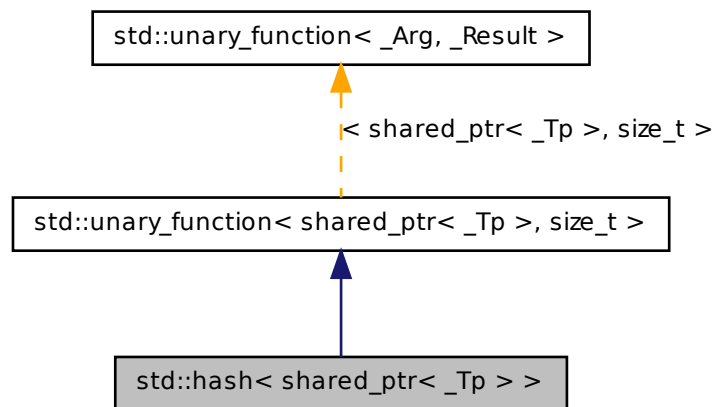 std::unary_function< _Arg, _Result >
< shared_ptr< _Tp >, size_t >
std::unary_function< shared_ptr< _Tp >, size_t >
std::hash< shared_ptr< _Tp > >